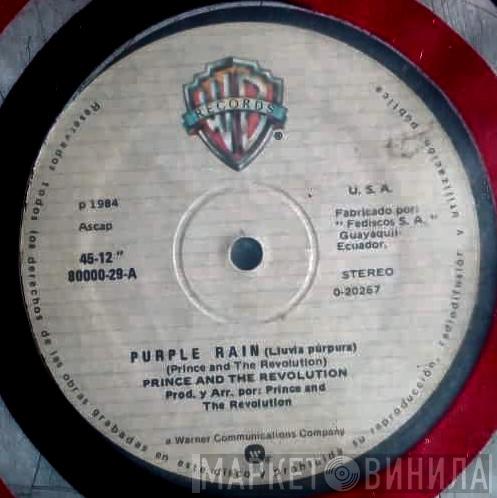 W B
RECORDS
®
p 1984
Ascap
45-12"
80000-29-A
U. S. A.
Fabricado por:
" Fediscos S. A."
Guayaquil-
Ecuador.
STEREO
0-20267
PURPLE RAIN (Lluvia púrpura)
(Prince and The Revolution)
PRINCE AND THE REVOLUTION
Prod. y Arr. por: Prince and
The Revolution
a Warner Communications Company
Reservados todos los derechos de las obras grabadas en este disco y prohibida su reproducción, radiodifusión y utilización pública
МАРКЕТ ВИНИЛА